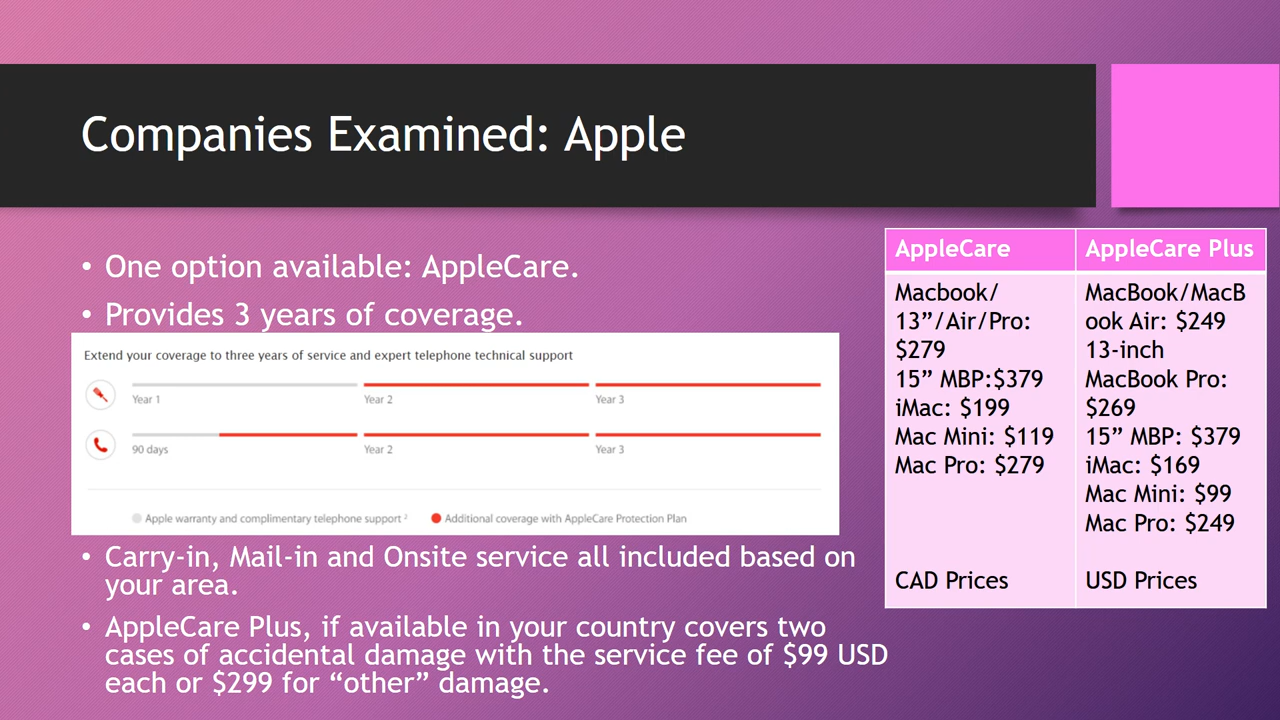 Companies Examined: Apple
• One option available: AppleCare.
• Provides 3 years of coverage.
Extend your coverage to three years of service and expert telephone technical support
Year 1 Year 2 Year 3
90 days Year 2 Year 3
Apple warranty and complimentary telephone support 2 Additional coverage with AppleCare Protection Plan
• Carry-in, Mail-in and Onsite service all included based on
your area.
• AppleCare Plus, if available in your country covers two
cases of accidental damage with the service fee of $99 USD
each or $299 for “other” damage.
AppleCare
Macbook/
13”/Air/Pro:
$279
15” MBP:$379
iMac: $199
Mac Mini: $119
Mac Pro: $279
CAD Prices
AppleCare Plus
MacBook/MacB
ook Air: $249
13-inch
MacBook Pro:
$269
15” MBP: $379
iMac: $169
Mac Mini: $99
Mac Pro: $249
USD Prices